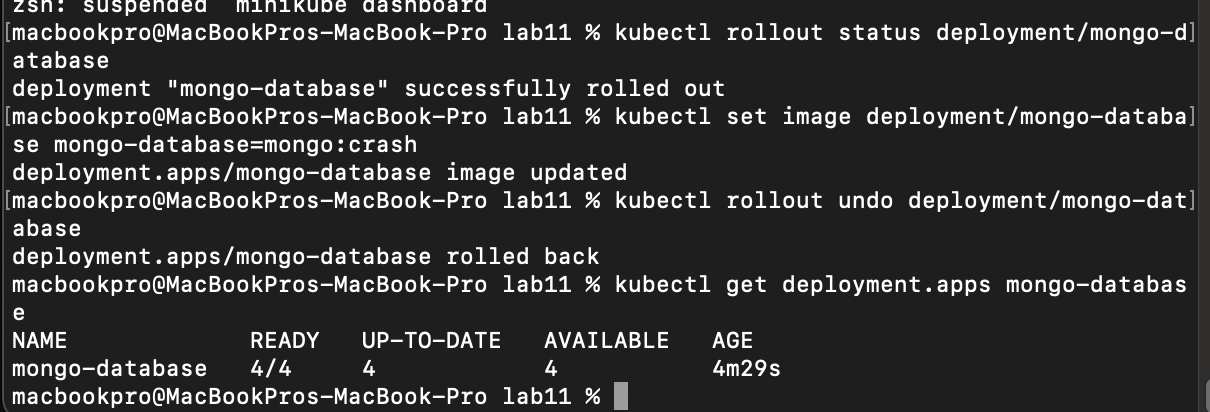 zsh: suspended  minikube dashboard
[macbookpro@MacBookPros-MacBook-Pro lab11 % kubectl rollout status deployment/mongo-d]
atabase
deployment "mongo-database" successfully rolled out
[macbookpro@MacBookPros-MacBook-Pro lab11 % kubectl set image deployment/mongo-databa]
se mongo-database=mongo:crash
deployment.apps/mongo-database image updated
[macbookpro@MacBookPros-MacBook-Pro lab11 % kubectl rollout undo deployment/mongo-dat]
abase
deployment.apps/mongo-database rolled back
macbookpro@MacBookPros-MacBook-Pro lab11 % kubectl get deployment.apps mongo-databas
e
NAME             READY   UP-TO-DATE   AVAILABLE   AGE
mongo-database   4/4     4            4           4m29s
macbookpro@MacBookPros-MacBook-Pro lab11 %